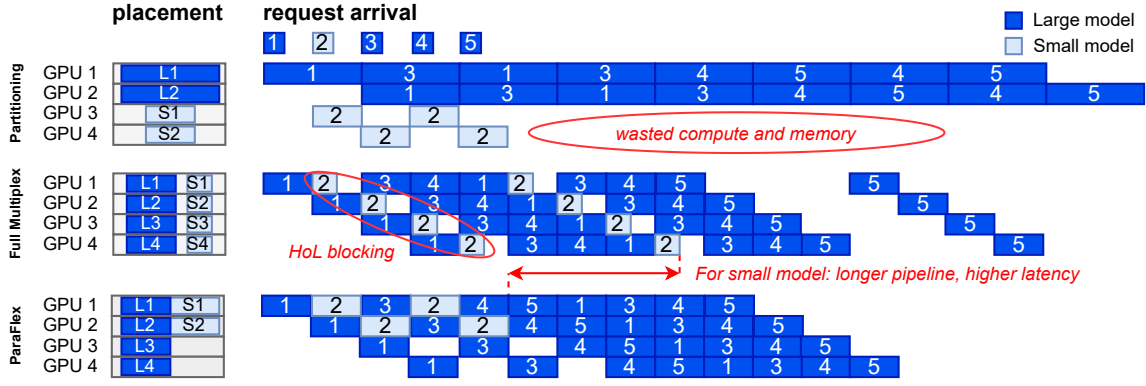 placement request arrival
Large model
Small model
1 2 3 4 5
Partitioning
GPU 1 L1 1 3 1 3 4 5 4 5
GPU 2 L2 1 3 1 3 4 5 4 5
GPU 3 S1 2 2
GPU 4 S2 2 2
wasted compute and memory
Full Multiplex
GPU 1 L1 S1 1 2 3 4 1 2 3 4 5 5
GPU 2 L2 S2 1 2 3 4 1 2 3 4 5 5
GPU 3 L3 S3 1 2 3 4 1 2 3 4 5 5
GPU 4 L4 S4 1 2 3 4 1 2 3 4 5 5
HoL blocking
For small model: longer pipeline, higher latency
ParaFlex
GPU 1 L1 S1 1 2 3 2 4 5 1 3 4 5
GPU 2 L2 S2 1 2 3 2 4 5 1 3 4 5
GPU 3 L3 1 3 4 5 1 3 4 5
GPU 4 L4 1 3 4 5 1 3 4 5